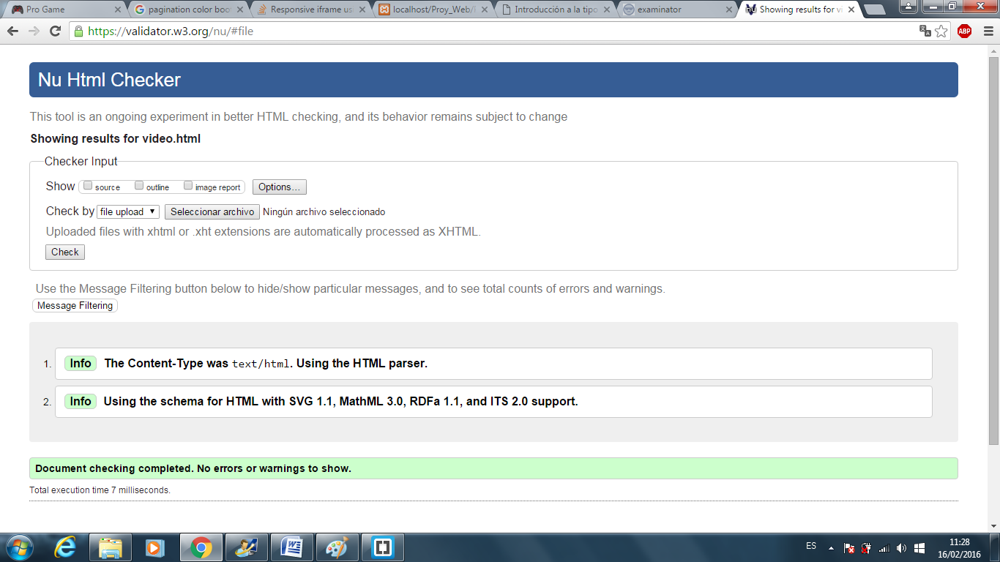 Pro Game
pagination color boo
Responsive iframe us
localhost/Proy_Web/
Introducción a la tipo
examinator
Showing results for vi
https://validator.w3.org/nu/#file
ABP
Nu Html Checker
This tool is an ongoing experiment in better HTML checking, and its behavior remains subject to change
Showing results for video.html
Checker Input
Show source outline image report Options...
Check by file upload Seleccionar archivo Ningún archivo seleccionado
Uploaded files with xhtml or .xht extensions are automatically processed as XHTML.
Check
Use the Message Filtering button below to hide/show particular messages, and to see total counts of errors and warnings.
Message Filtering
1. Info The Content-Type was text/html. Using the HTML parser.
2. Info Using the schema for HTML with SVG 1.1, MathML 3.0, RDFa 1.1, and ITS 2.0 support.
Document checking completed. No errors or warnings to show.
Total execution time 7 milliseconds.
ES
11:28
16/02/2016